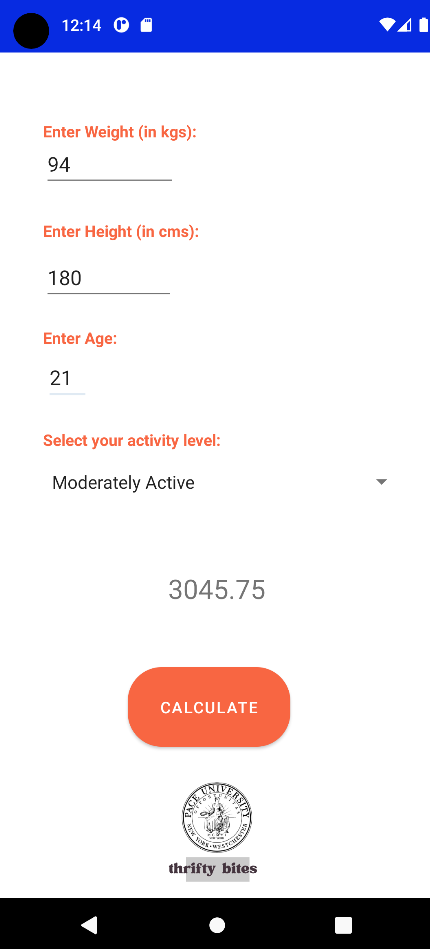 12:14
Enter Weight (in kgs):
94
Enter Height (in cms):
180
Enter Age:
21
Select your activity level:
Moderately Active
3045.75
CALCULATE
PACE UNIVERSITY
NEW YORK • WESTCHESTER
thrifty bites